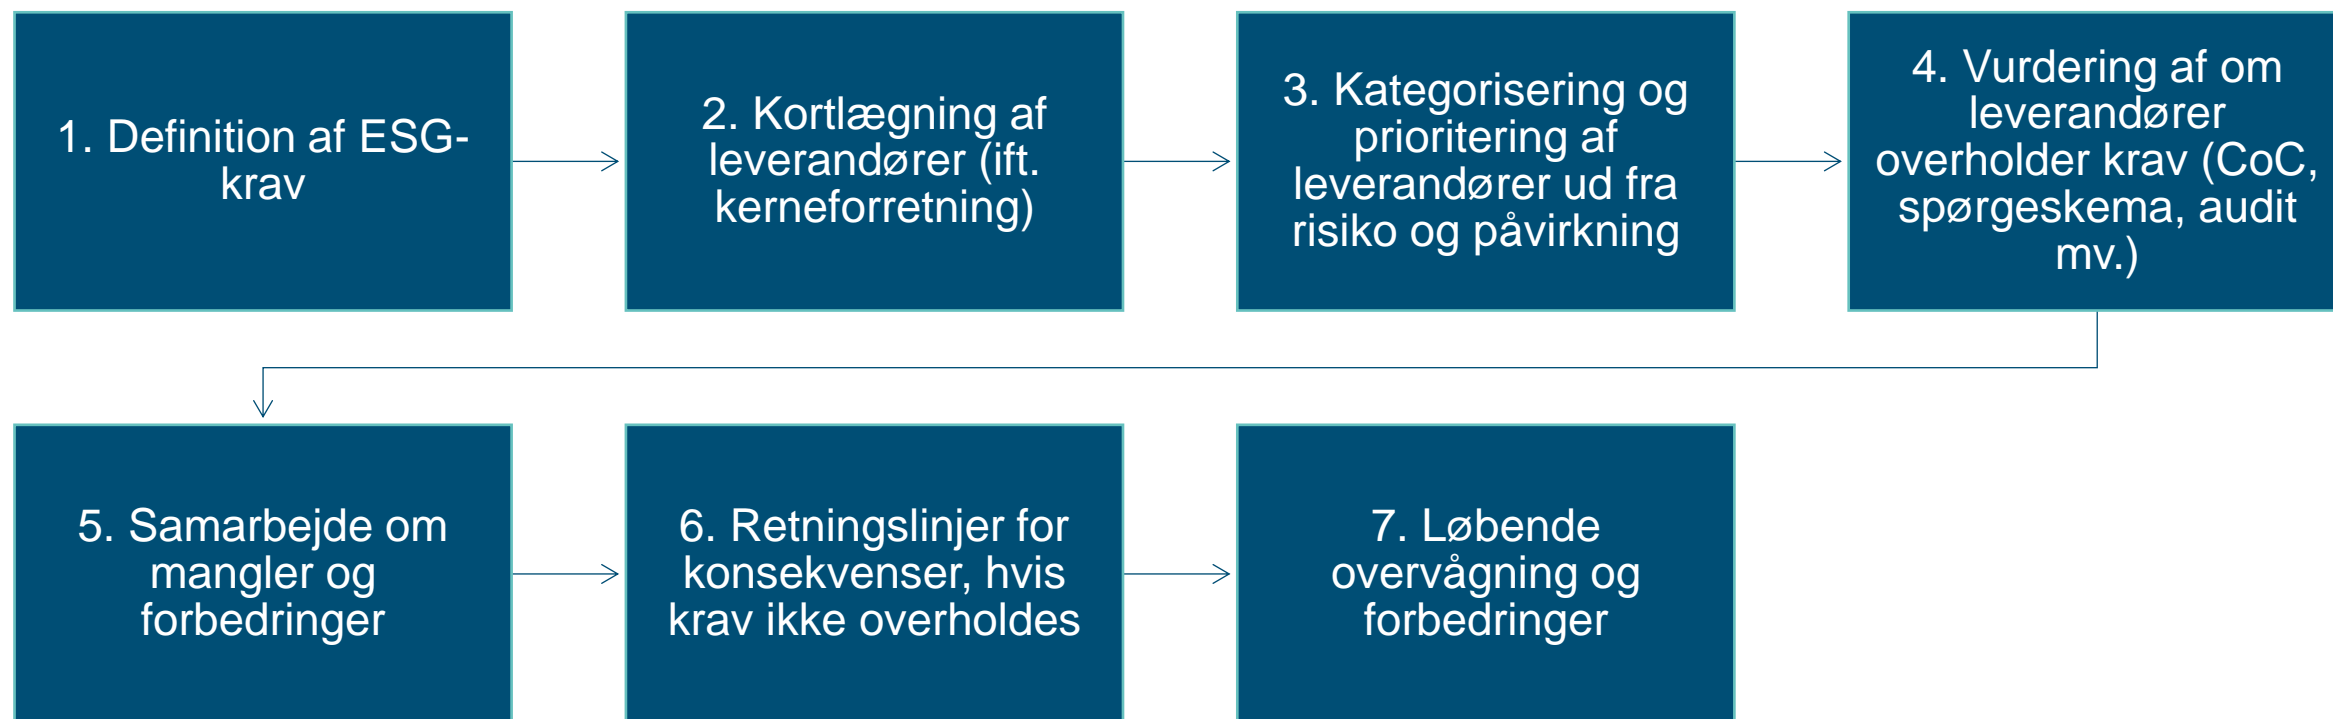 1. Definition af ESG-
krav
2. Kortlægning af
leverandører (ift.
kerneforretning)
3. Kategorisering og
prioritering af
leverandører ud fra
risiko og påvirkning
4. Vurdering af om
leverandører
overholder krav (CoC,
spørgeskema, audit
mv.)
5. Samarbejde om
mangler og
forbedringer
6. Retningslinjer for
konsekvenser, hvis
krav ikke overholdes
7. Løbende
overvågning og
forbedringer